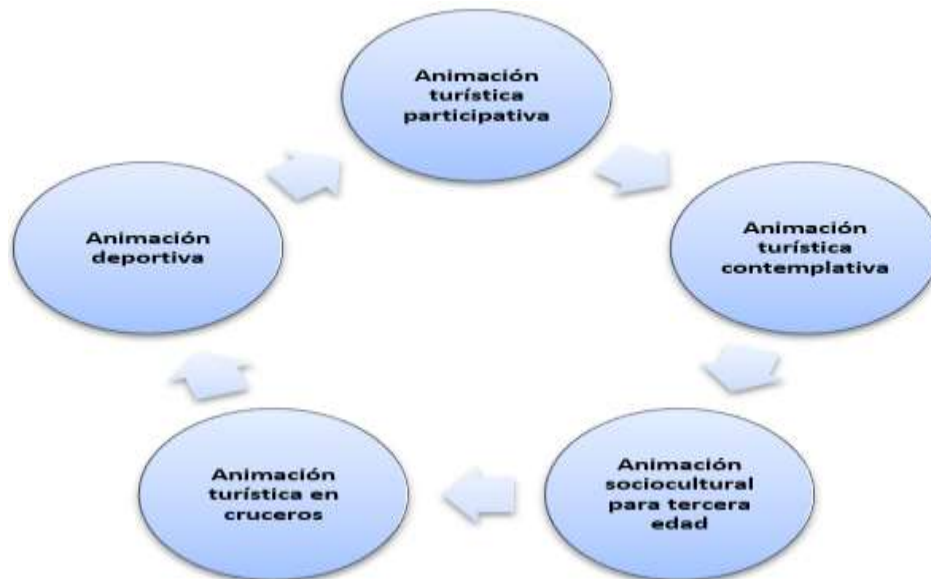 Animación
turística
participativa
Animación
turística
contemplativa
Animación
sociocultural
para tercera
edad
Animación
turística en
cruceros
Animación
deportiva